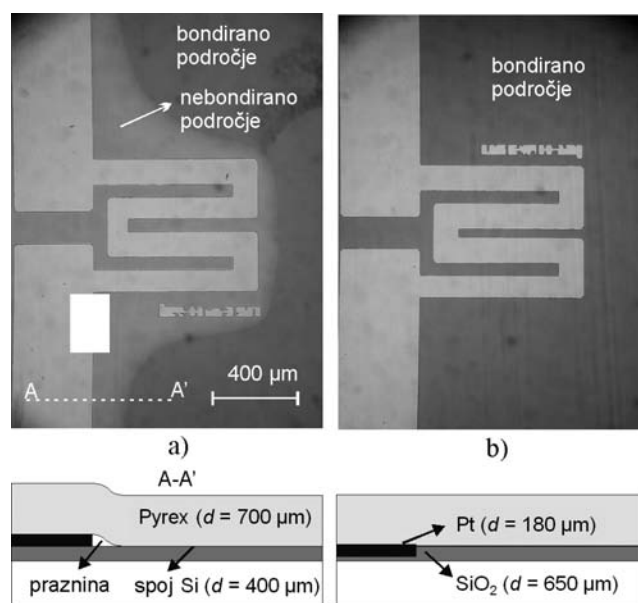 bondirano
področje
nebondirano
področje
A
A'
400 µm
a)
bondirano
področje
b)
A-A'
Pyrex (d = 700 µm)
praznina
spoj
Si (d = 400 µm)
Pt (d = 180 µm)
SiO₂ (d = 650 µm)